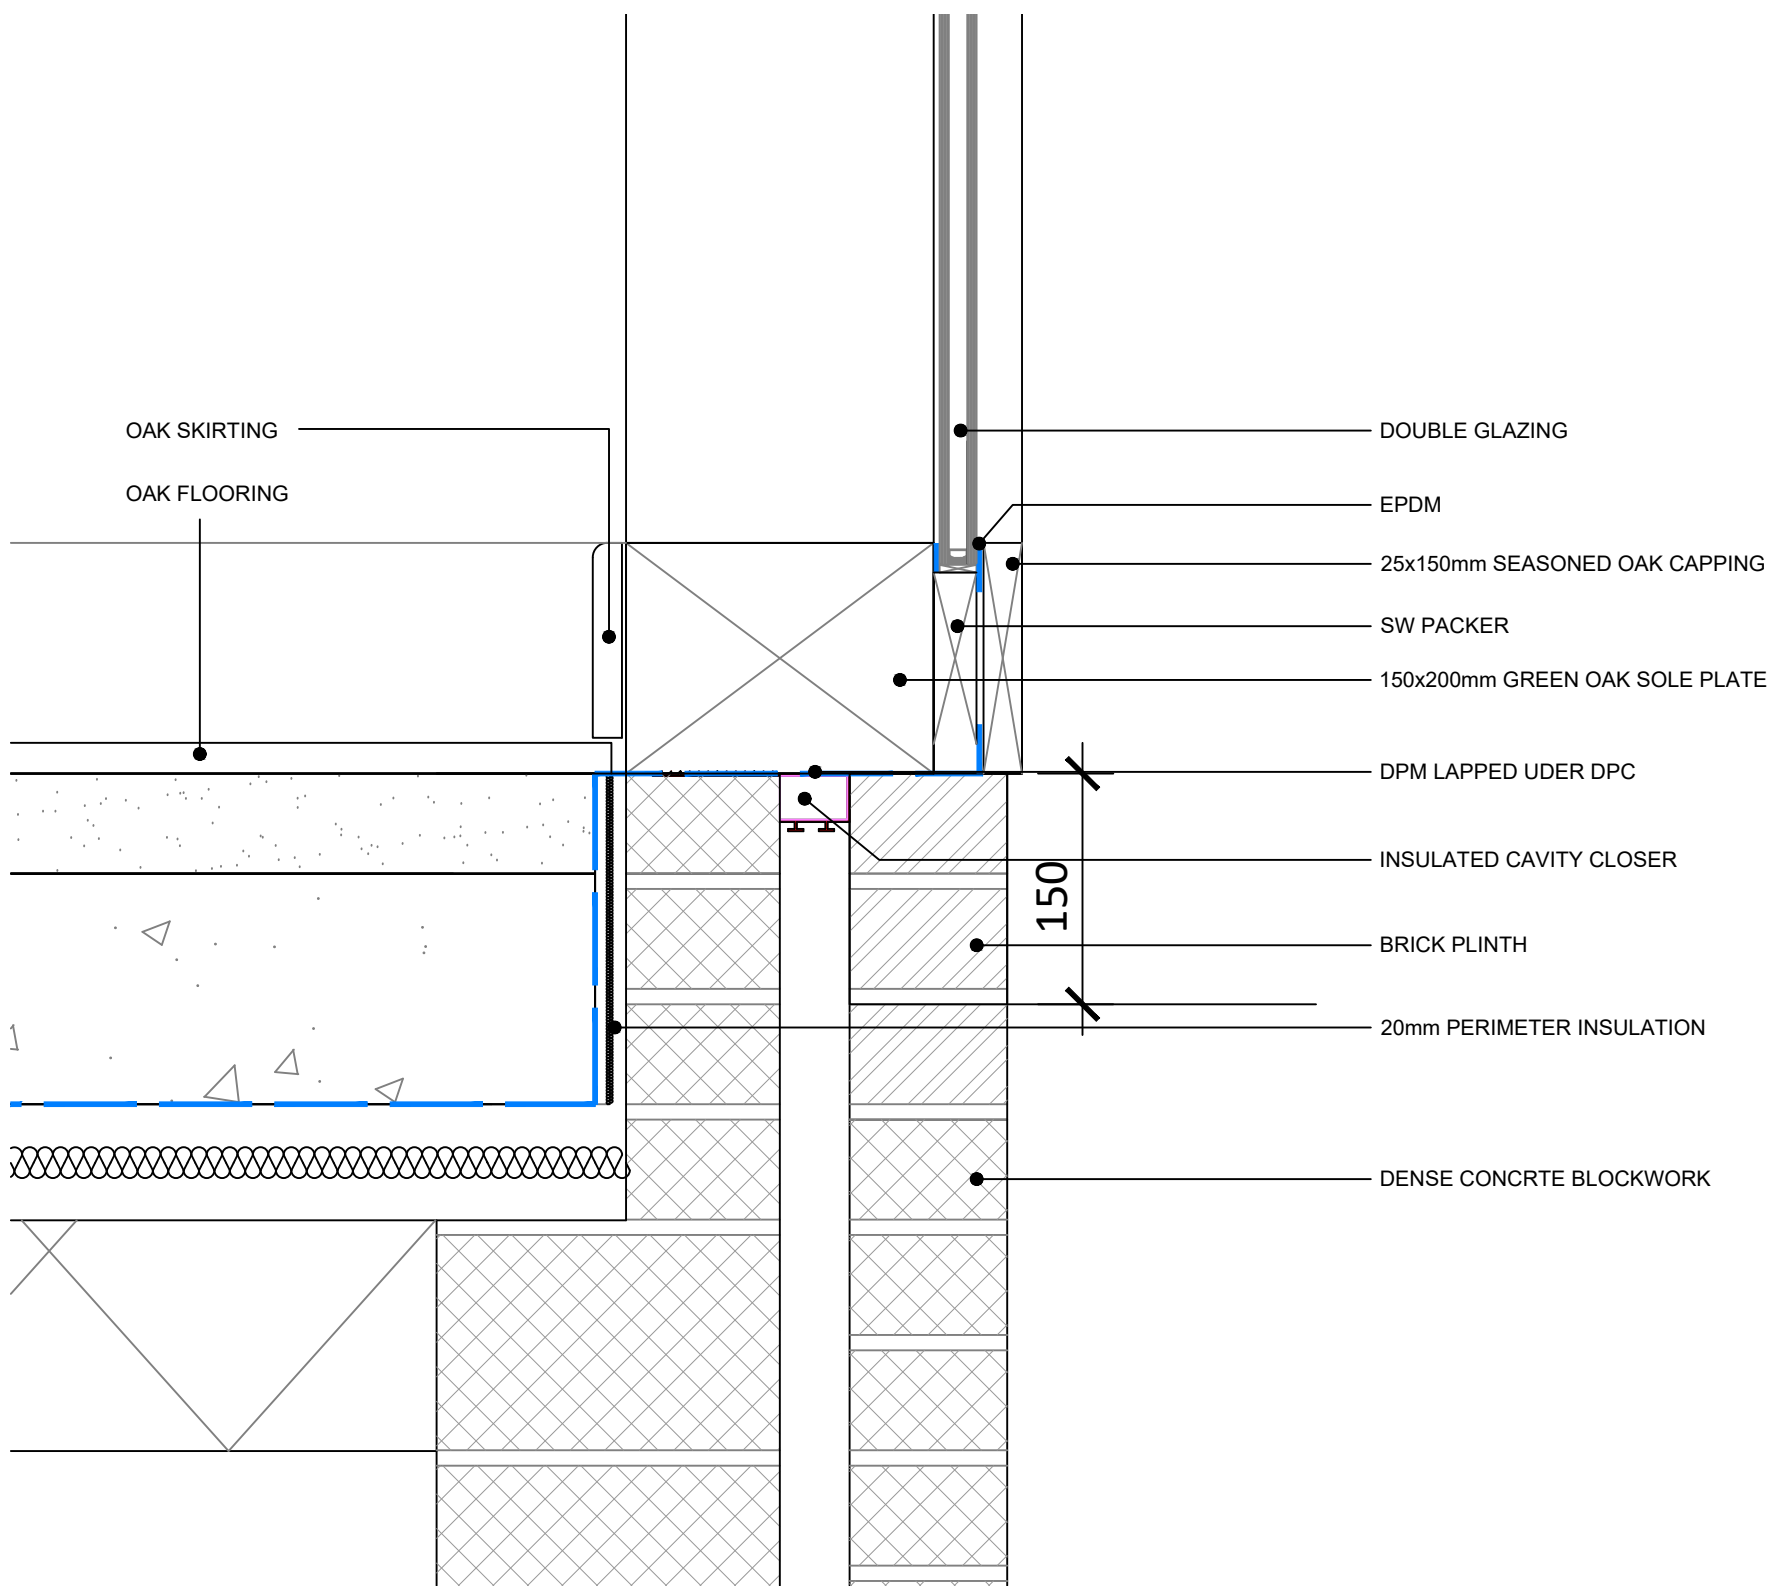 OAK SKIRTING
OAK FLOORING
DOUBLE GLAZING
EPDM
25x150mm SEASONED OAK CAPPING
SW PACKER
150x200mm GREEN OAK SOLE PLATE
DPM LAPPED UDER DPC
INSULATED CAVITY CLOSER
150
BRICK PLINTH
20mm PERIMETER INSULATION
DENSE CONCRTE BLOCKWORK